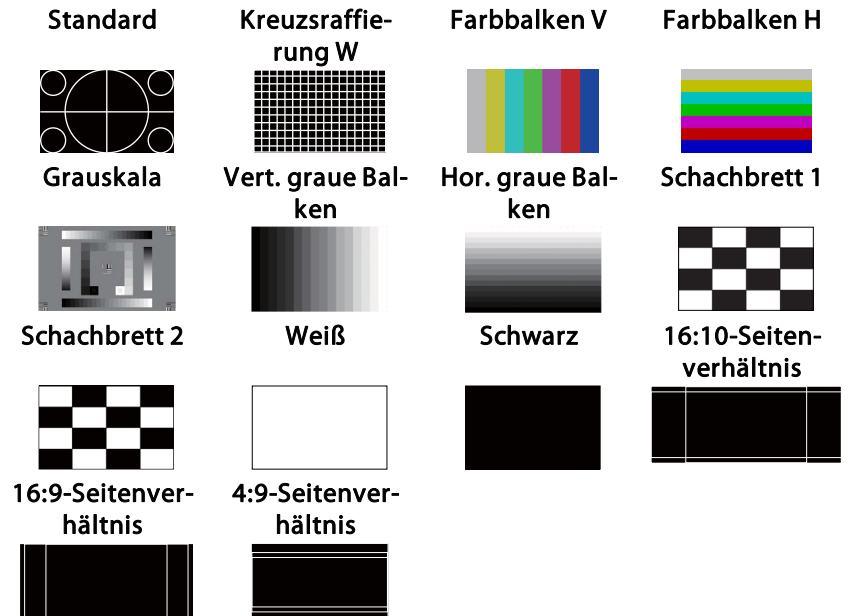 Standard
Kreuzsraffie-
rung W
Farbbalken V
Farbbalken H
Grauskala
Vert. graue Bal-
ken
Hor. graue Bal-
ken
Schachbrett 1
Schachbrett 2
Weiß
Schwarz
16:10-Seiten-
verhältnis
16:9-Seitenver-
hältnis
4:9-Seitenver-
hältnis